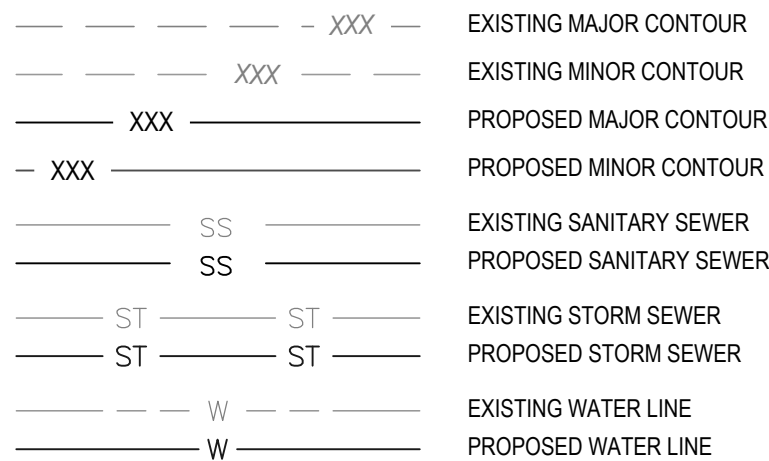 XXX EXISTING MAJOR CONTOUR
XXX EXISTING MINOR CONTOUR
XXX PROPOSED MAJOR CONTOUR
XXX PROPOSED MINOR CONTOUR
SS EXISTING SANITARY SEWER
SS PROPOSED SANITARY SEWER
ST ST EXISTING STORM SEWER
ST ST PROPOSED STORM SEWER
W EXISTING WATER LINE
W PROPOSED WATER LINE